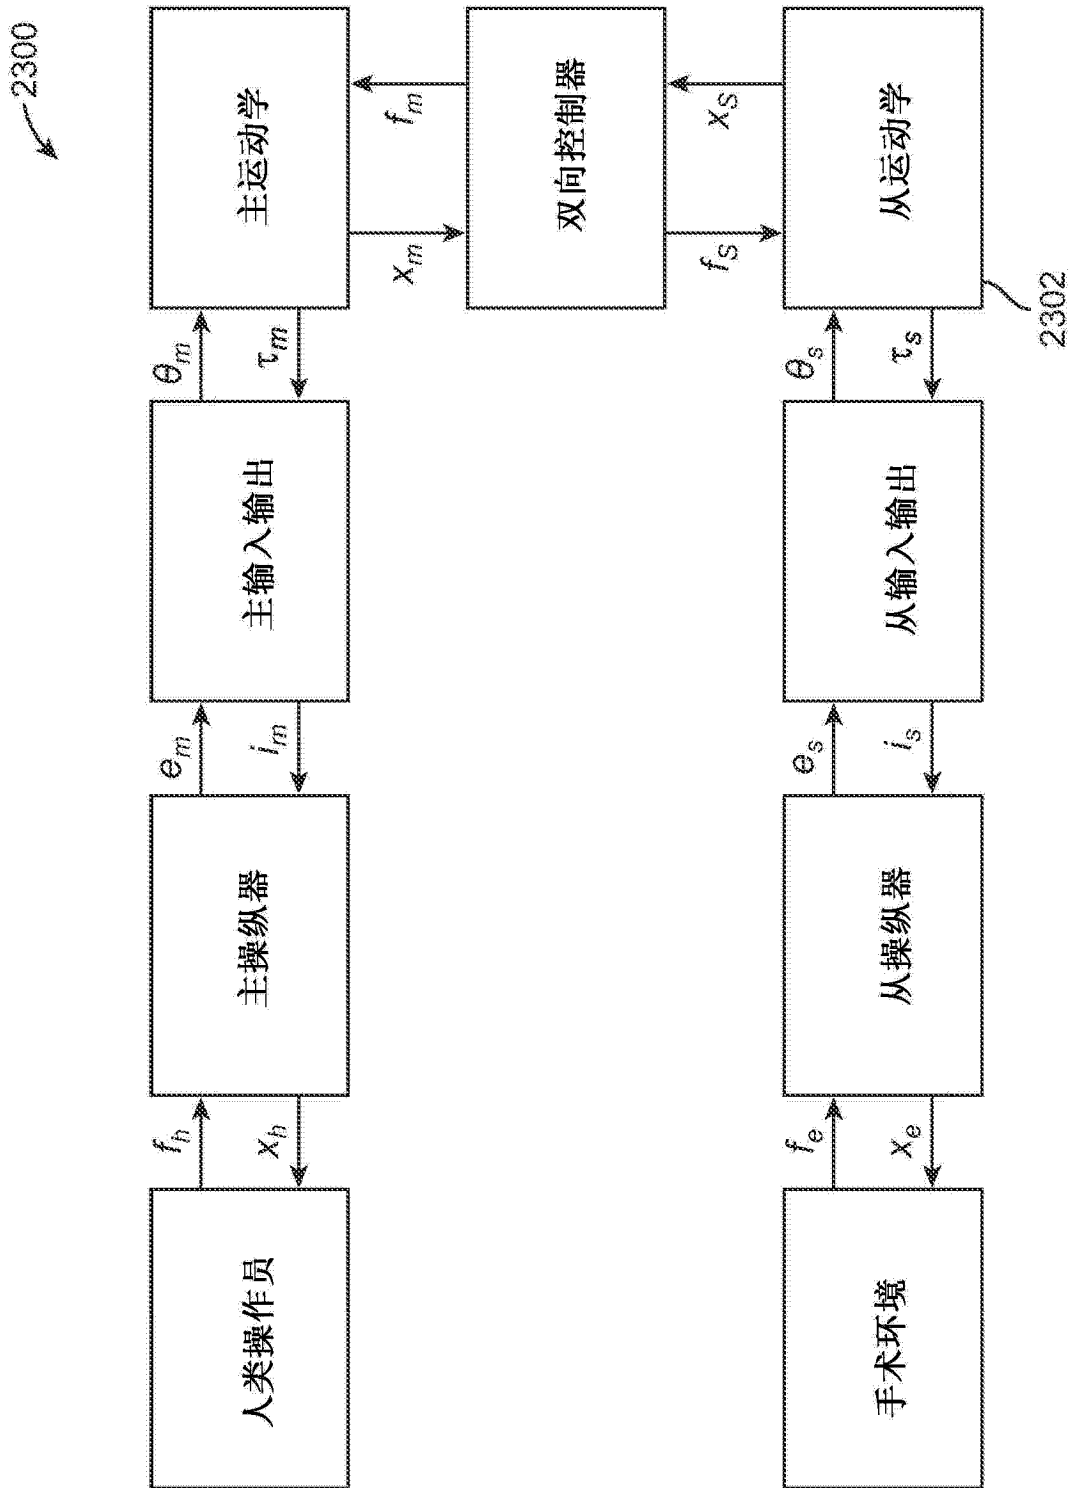 2300
人类操作员
f_h
x_h
主操纵器
e_m
i_m
主输入输出
θ_m
τ_m
主运动学
x_m
f_m
双向控制器
f_S
x_S
手术环境
f_e
x_e
从操纵器
e_s
i_s
从输入输出
θ_s
τ_s
从运动学
2302